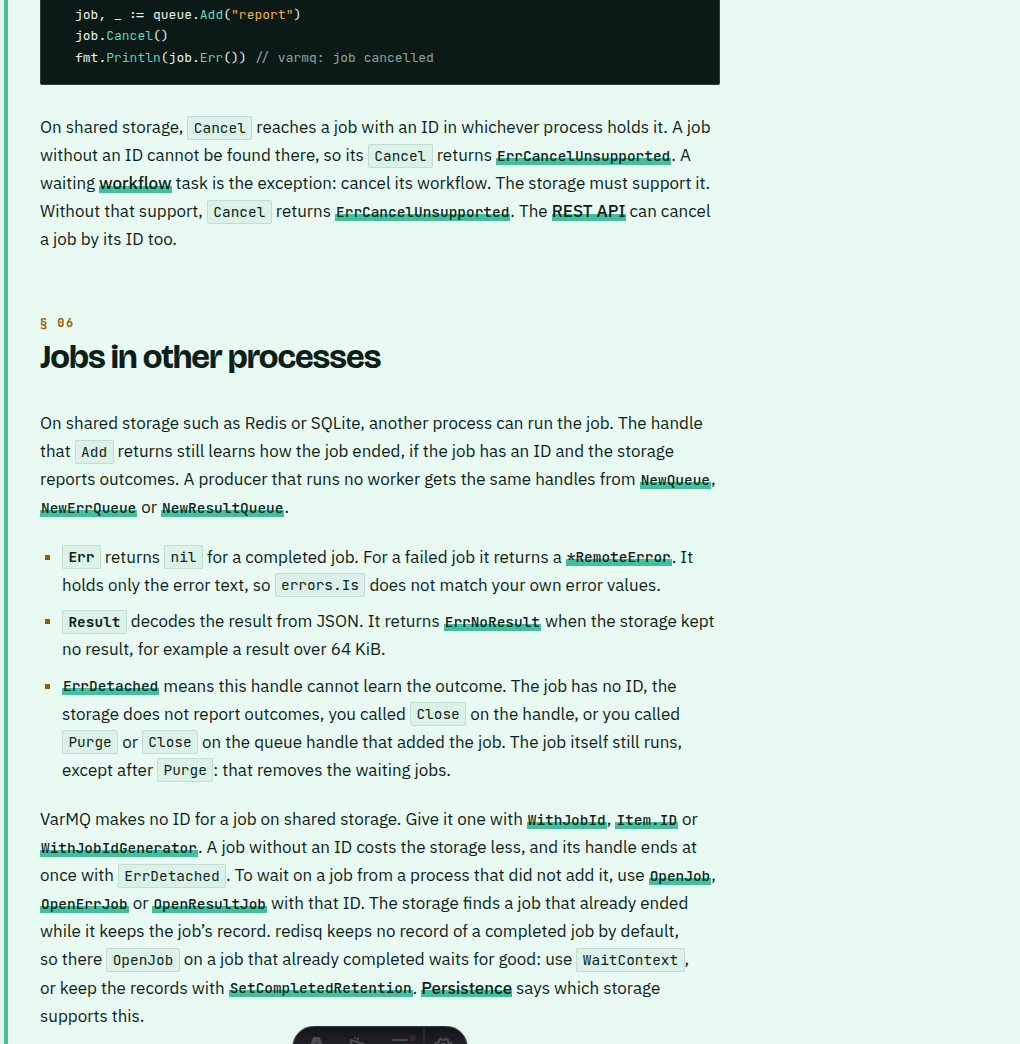 job, _ := queue.Add("report")
job.Cancel()
fmt.Println(job.Err()) // varmq: job cancelled
On shared storage, Cancel reaches a job with an ID in whichever process holds it. A job
without an ID cannot be found there, so its Cancel returns ErrCancelUnsupported. A
waiting workflow task is the exception: cancel its workflow. The storage must support it.
Without that support, Cancel returns ErrCancelUnsupported. The REST API can cancel
a job by its ID too.
§ 06
Jobs in other processes
On shared storage such as Redis or SQLite, another process can run the job. The handle
that Add returns still learns how the job ended, if the job has an ID and the storage
reports outcomes. A producer that runs no worker gets the same handles from NewQueue,
NewErrQueue or NewResultQueue.
Err returns nil for a completed job. For a failed job it returns a *RemoteError. It
holds only the error text, so errors.Is does not match your own error values.
Result decodes the result from JSON. It returns ErrNoResult when the storage kept
no result, for example a result over 64 KiB.
ErrDetached means this handle cannot learn the outcome. The job has no ID, the
storage does not report outcomes, you called Close on the handle, or you called
Purge or Close on the queue handle that added the job. The job itself still runs,
except after Purge: that removes the waiting jobs.
VarMQ makes no ID for a job on shared storage. Give it one with WithJobId, Item.ID or
WithJobIdGenerator. A job without an ID costs the storage less, and its handle ends at
once with ErrDetached. To wait on a job from a process that did not add it, use OpenJob,
OpenErrJob or OpenResultJob with that ID. The storage finds a job that already ended
while it keeps the job’s record. redisq keeps no record of a completed job by default,
so there OpenJob on a job that already completed waits for good: use WaitContext,
or keep the records with SetCompletedRetention. Persistence says which storage
supports this.